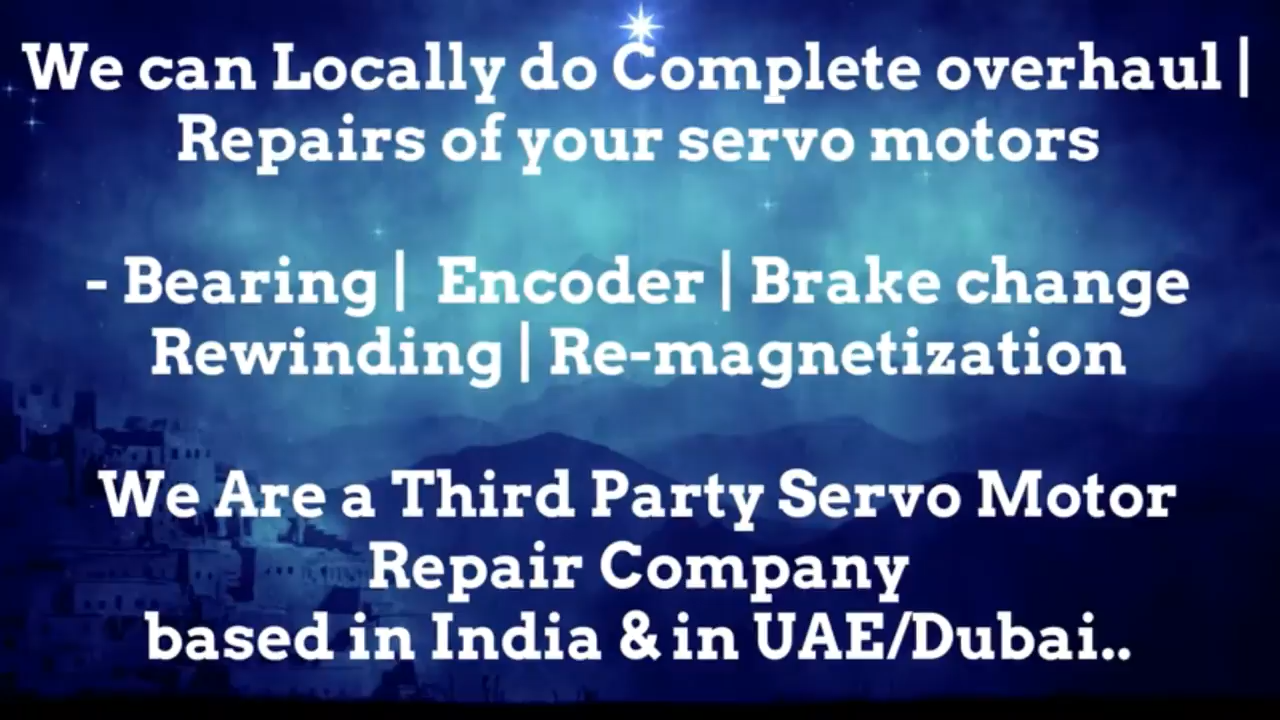 We can Locally do Complete overhaul |
Repairs of your servo motors
- Bearing | Encoder | Brake change
Rewinding | Re-magnetization
We Are a Third Party Servo Motor
Repair Company
based in India & in UAE/Dubai..